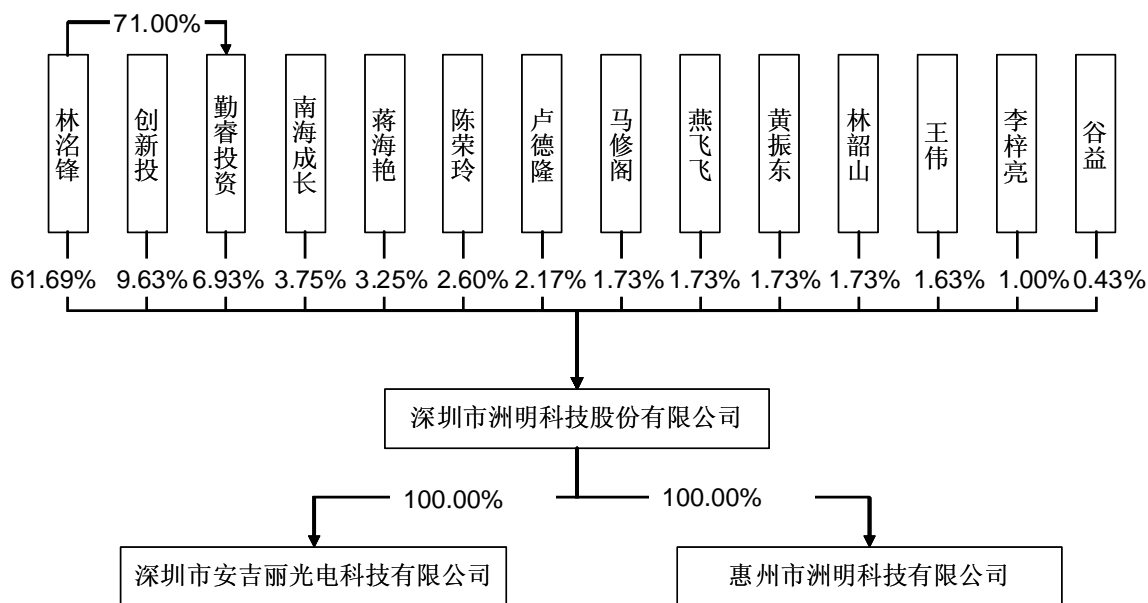 71.00%
林洺锋
创新投
勤睿投资
南海成长
蒋海艳
陈荣玲
卢德隆
马修阁
燕飞飞
黄振东
林韶山
王伟
李梓亮
谷益
61.69% 9.63% 6.93% 3.75% 3.25% 2.60% 2.17% 1.73% 1.73% 1.73% 1.73% 1.63% 1.00% 0.43%
深圳市洲明科技股份有限公司
100.00% 100.00%
深圳市安吉丽光电科技有限公司 惠州市洲明科技有限公司